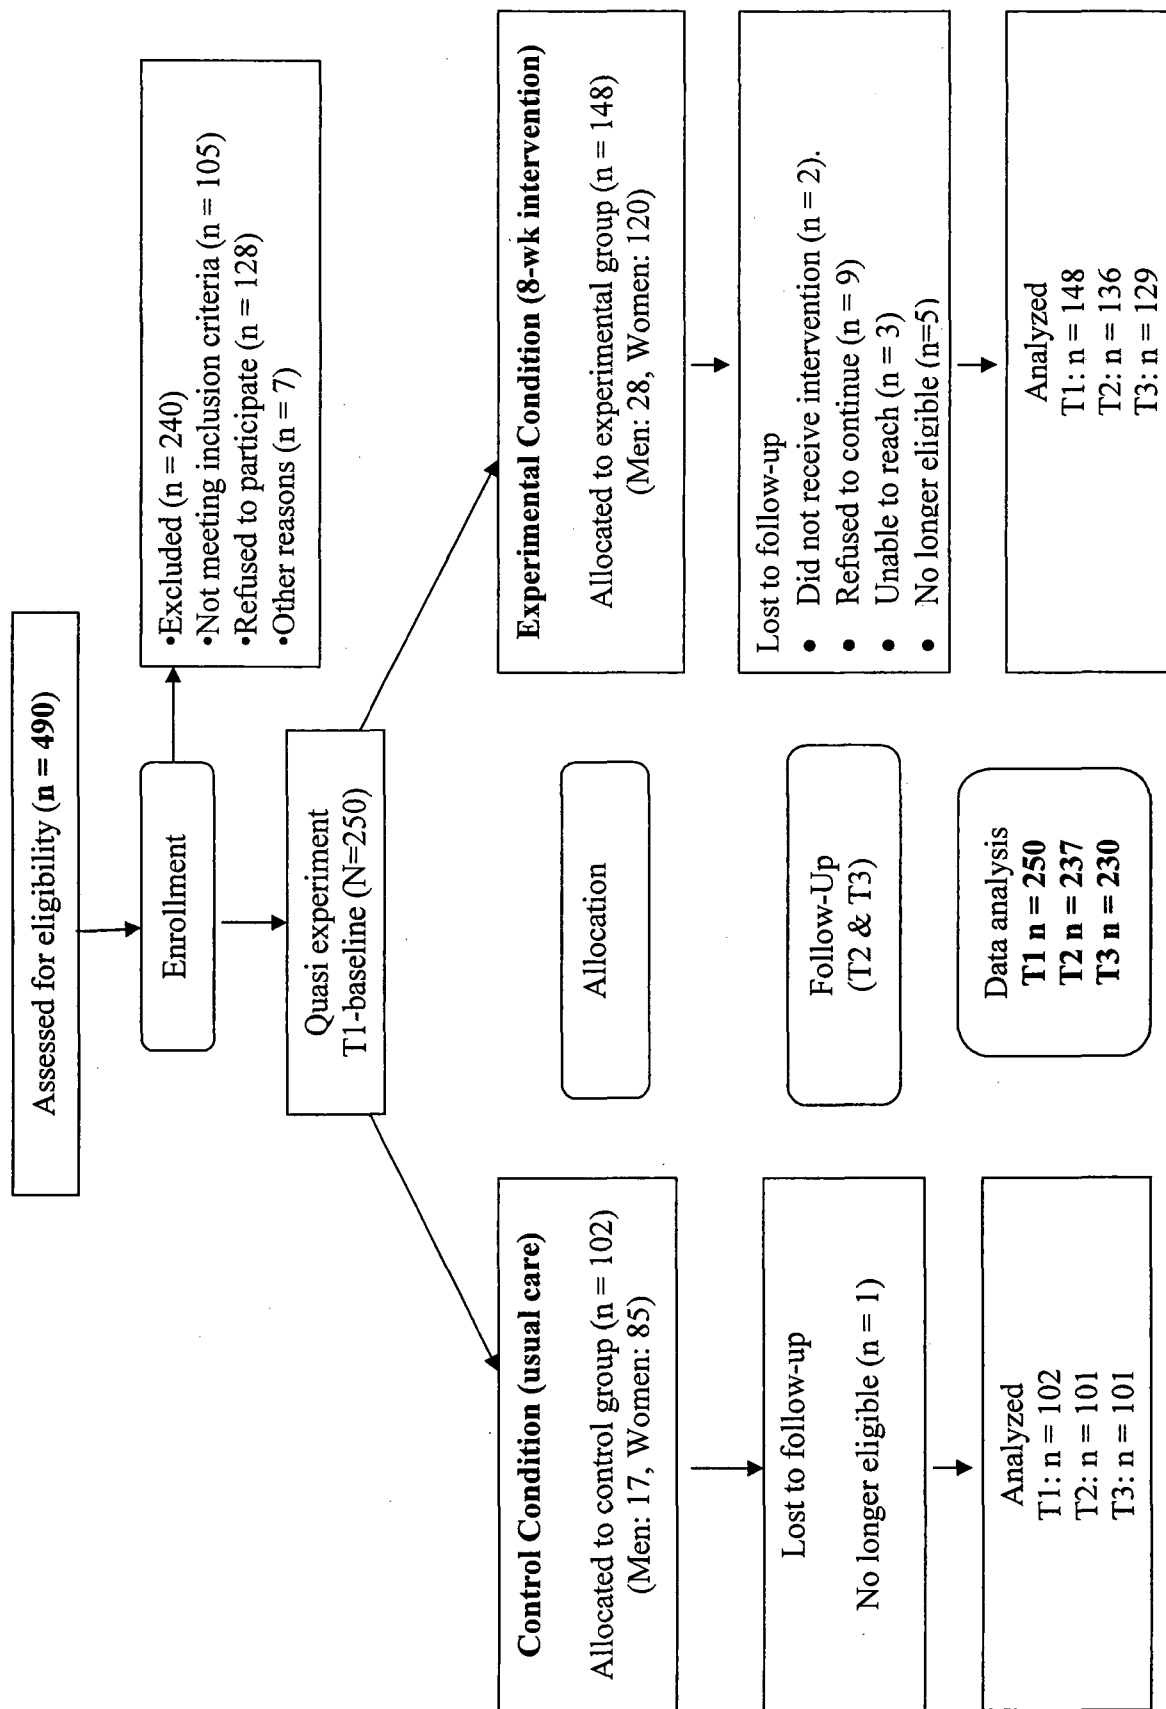 Assessed for eligibility (n = 490)
Enrollment
•Excluded (n = 240)
•Not meeting inclusion criteria (n = 105)
•Refused to participate (n = 128)
•Other reasons (n = 7)
Quasi experiment
T1-baseline (N=250)
Control Condition (usual care)
Allocated to control group (n = 102)
(Men: 17, Women: 85)
Allocation
Experimental Condition (8-wk intervention)
Allocated to experimental group (n = 148)
(Men: 28, Women: 120)
Lost to follow-up
No longer eligible (n = 1)
Follow-Up
(T2 & T3)
Lost to follow-up
● Did not receive intervention (n = 2).
● Refused to continue (n = 9)
● Unable to reach (n = 3)
● No longer eligible (n=5)
Analyzed
T1: n = 102
T2: n = 101
T3: n = 101
Data analysis
T1 n = 250
T2 n = 237
T3 n = 230
Analyzed
T1: n = 148
T2: n = 136
T3: n = 129